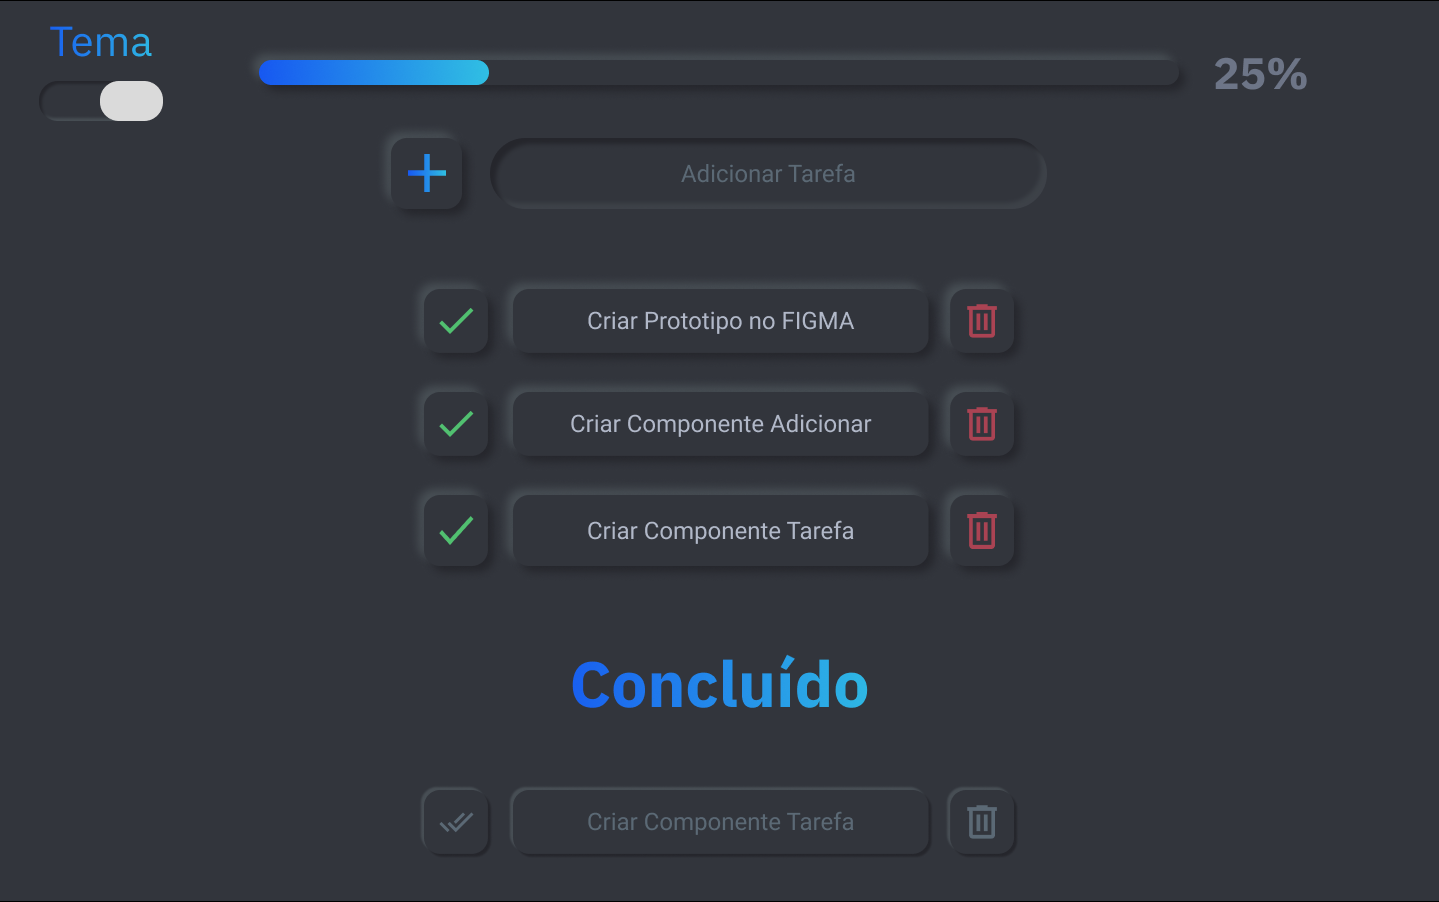 Tema
25%
Adicionar Tarefa
Criar Prototipo no FIGMA
Criar Componente Adicionar
Criar Componente Tarefa
Concluído
Criar Componente Tarefa